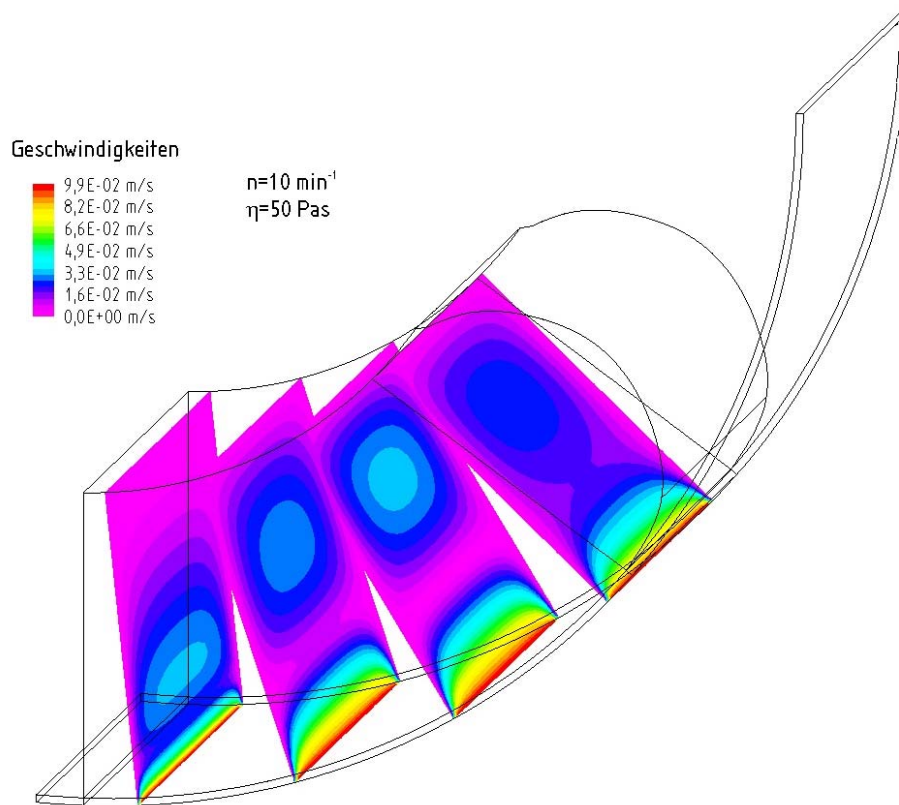 Geschwindigkeiten
9,9E-02 m/s
8,2E-02 m/s
6,6E-02 m/s
4,9E-02 m/s
3,3E-02 m/s
1,6E-02 m/s
0,0E+00 m/s
n=10 min⁻¹
η=50 Pas